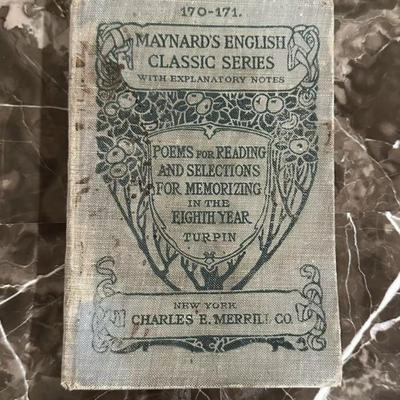 170-171.
MAYNARD'S ENGLISH
CLASSIC SERIES
WITH EXPLANATORY NOTES
POEMS FOR READING
AND SELECTIONS
FOR MEMORIZING
IN THE
EIGHTH YEAR
TURPIN
NEW YORK
CHARLES E. MERRILL CO.